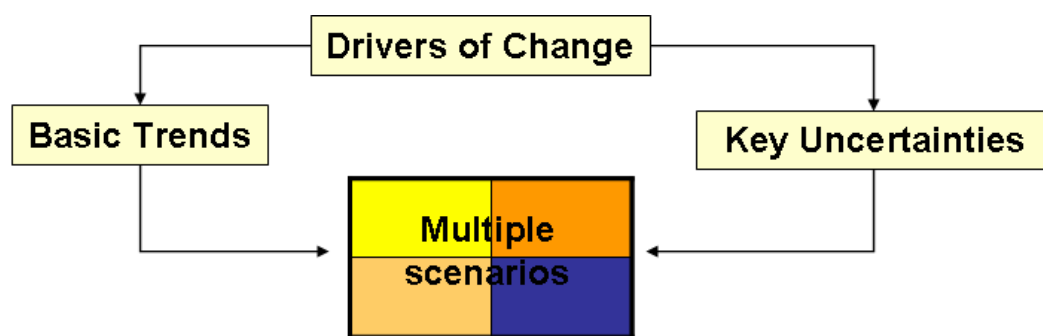 Drivers of Change
Basic Trends
Key Uncertainties
Multiple
scenarios